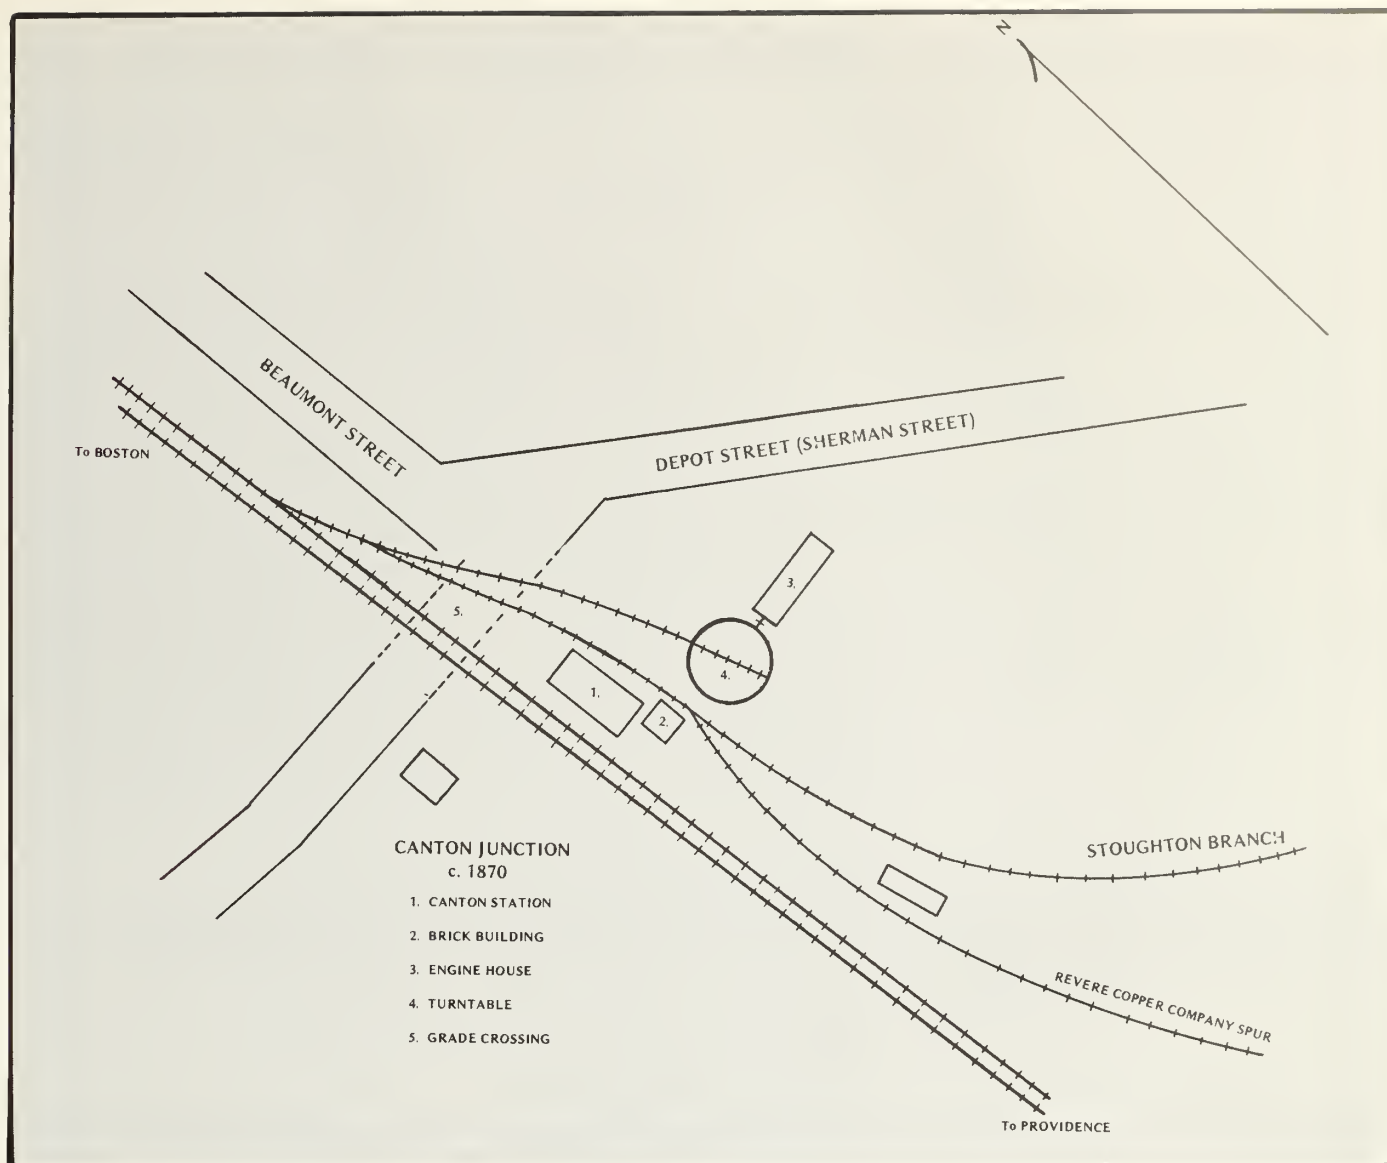 N
BEAUMONT STREET
DEPOT STREET (SHERMAN STREET)
To BOSTON
3.
5.
4.
1.
2.
CANTON JUNCTION
c. 1870
1. CANTON STATION
2. BRICK BUILDING
3. ENGINE HOUSE
4. TURNTABLE
5. GRADE CROSSING
STOUGHTON BRANCH
REVERE COPPER COMPANY SPUR
To PROVIDENCE